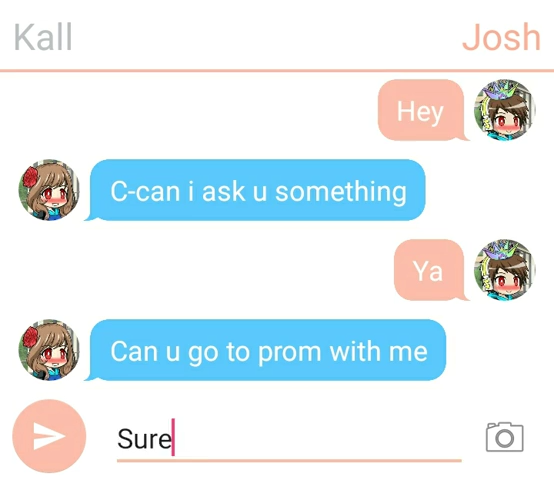 Kall
Josh
Hey
C-can i ask u something
Ya
Can u go to prom with me
Sure